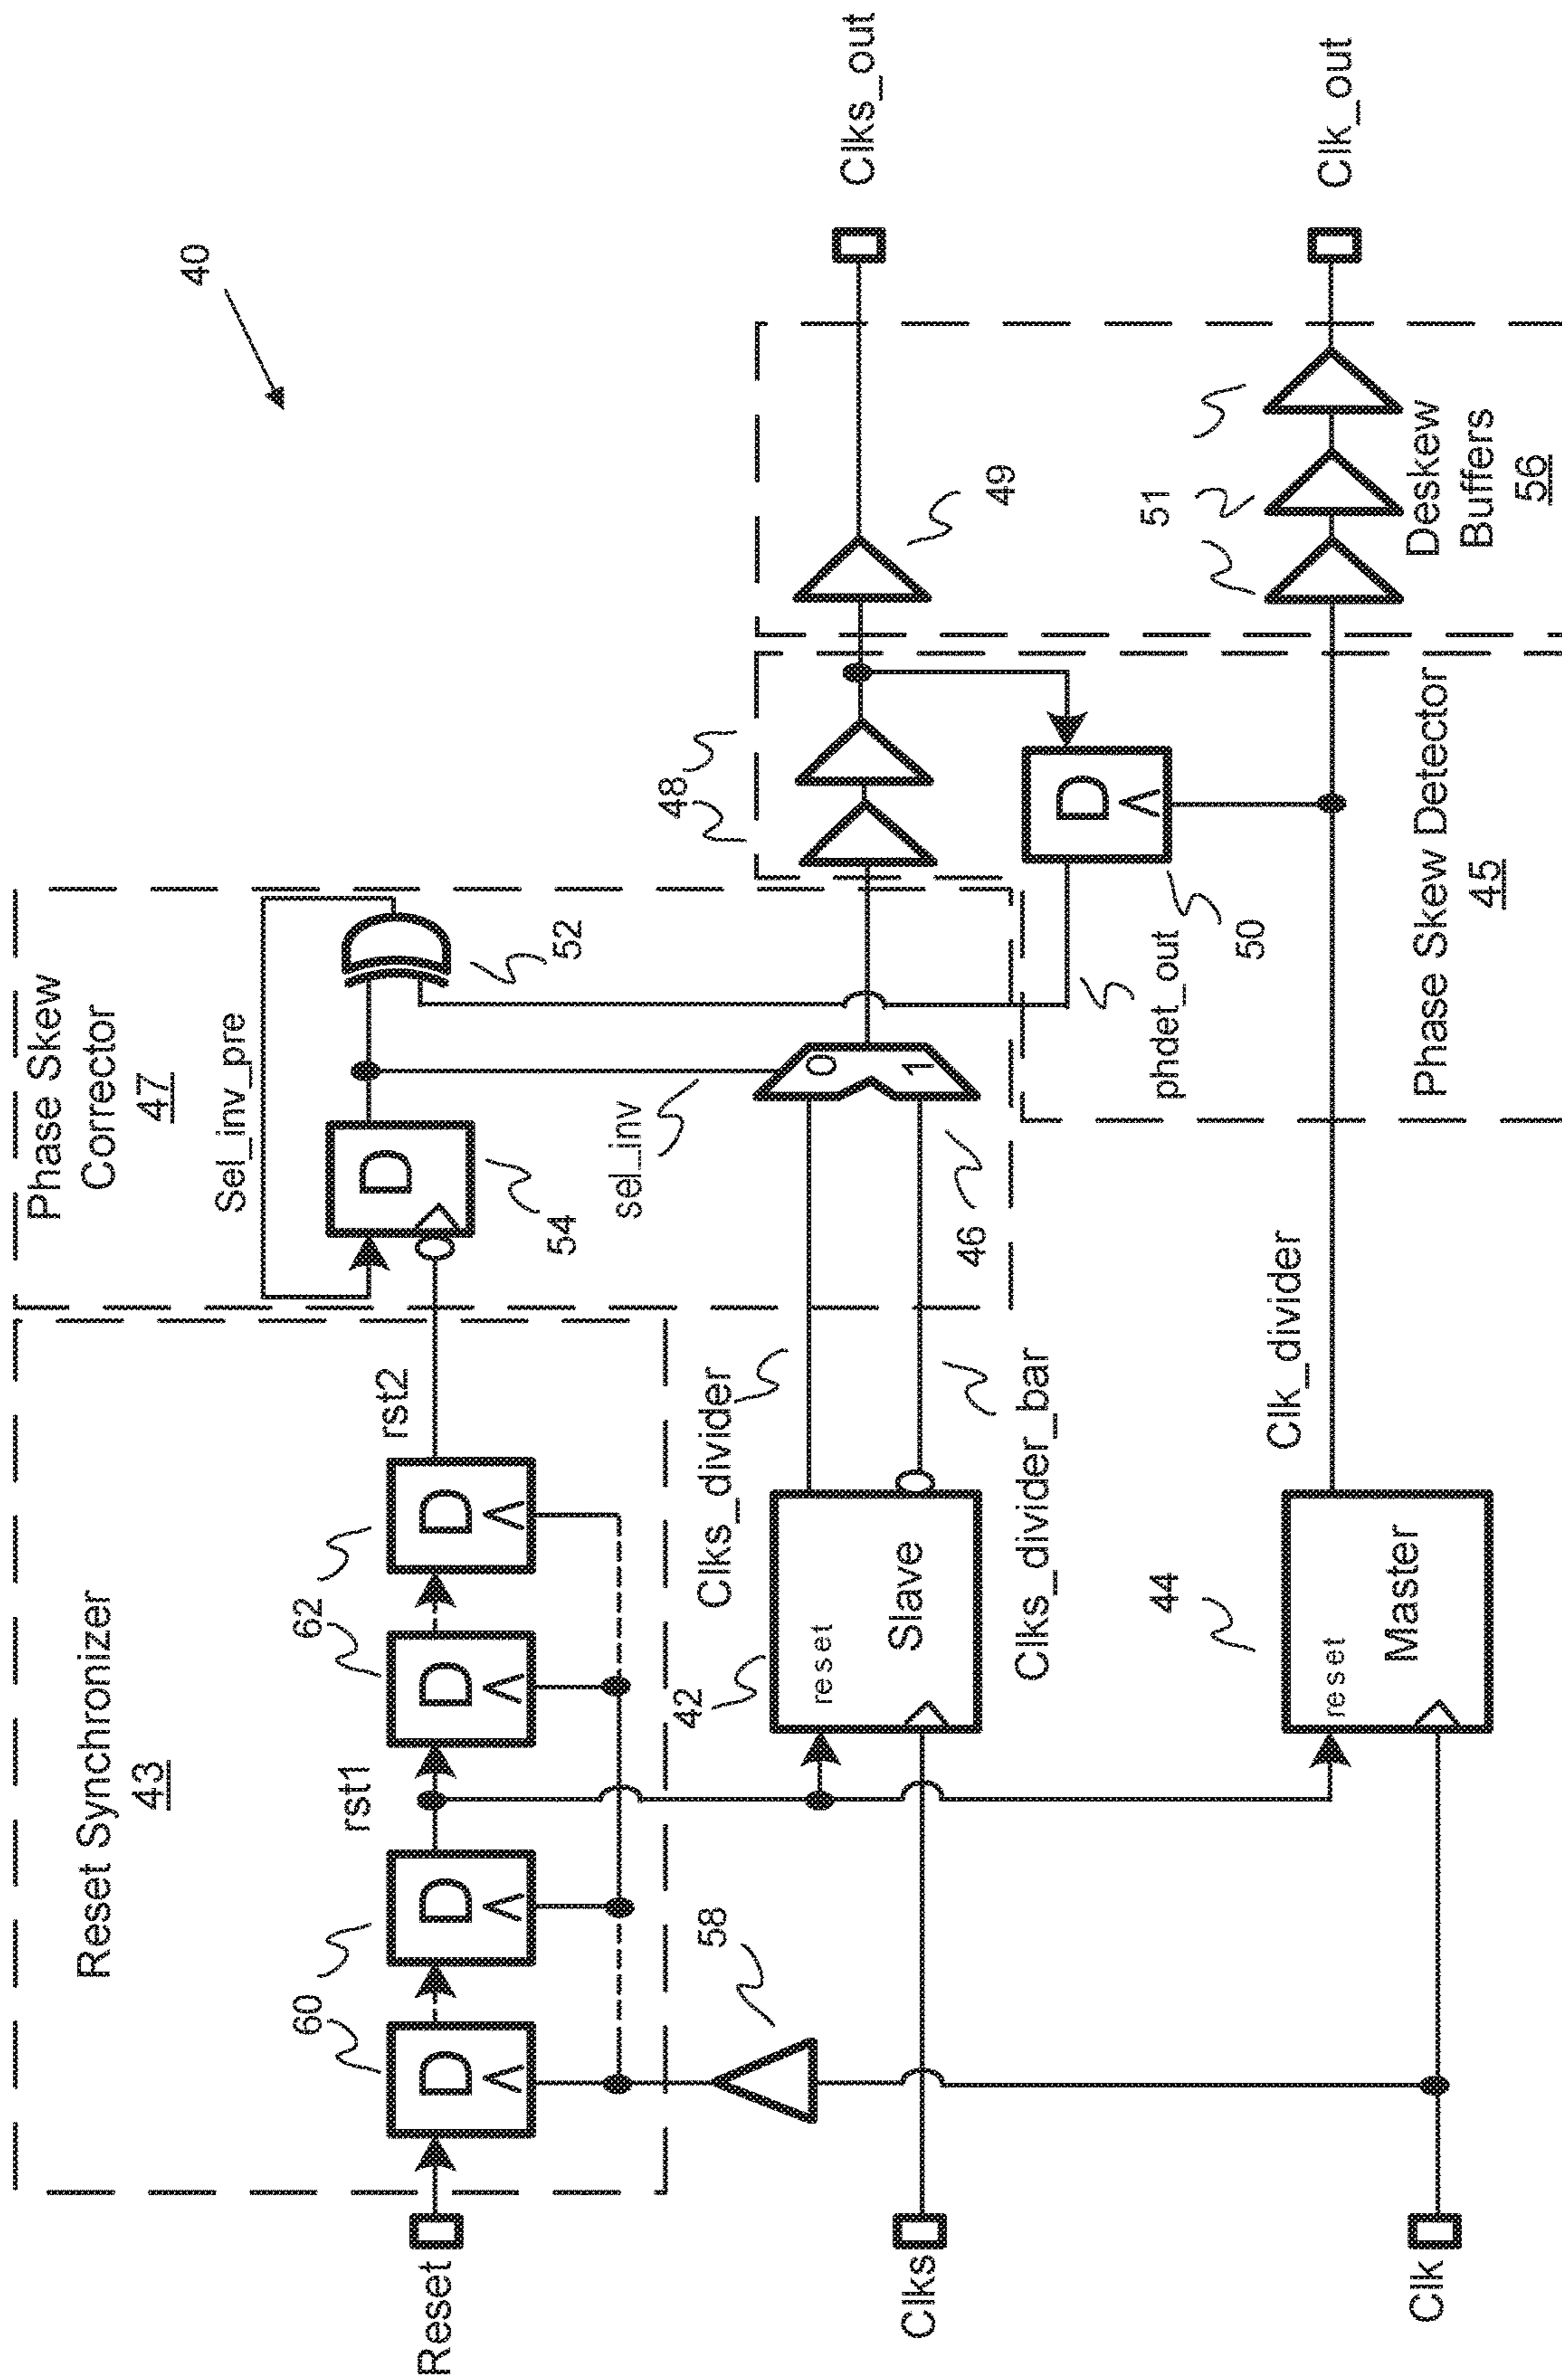 40
Reset Synchronizer
43
Phase Skew
Corrector
47
Sel_inv_pre
60
62
D
D
D
D
rst1
rst2
D
54
52
sel_inv
58
42
reset
Slave
Clks_divider
Clks_divider_bar
0
1
46
48
49
D
50
phdet_out
44
reset
Master
Clk_divider
Phase Skew Detector
45
51
Deskew
Buffers
56
Reset
Clks
Clk
Clks_out
Clk_out